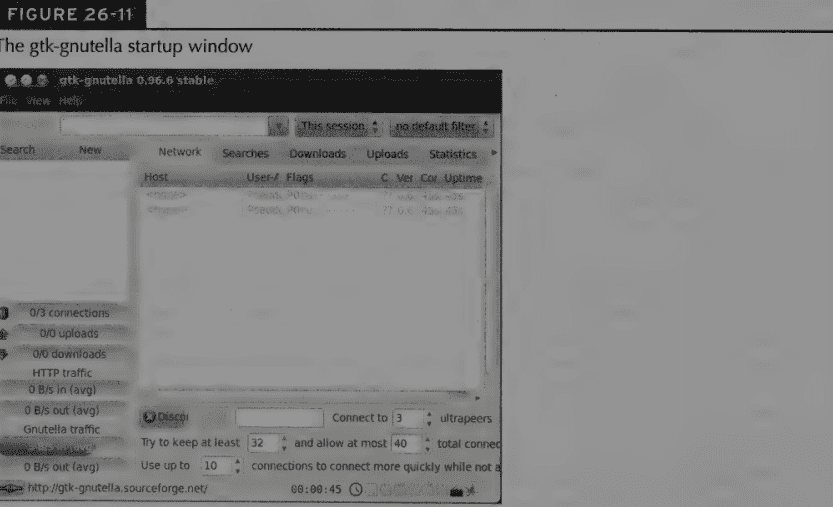 FIGURE 26-11
The gtk-gnutella startup window
gtk-gnutella 0.96.6 stable
File View Help
This session no default filter
Search New Network Searches Downloads Uploads Statistics
Host User-A Flags C Ver Cor Uptime
0/3 connections
0/0 uploads
0/0 downloads
HTTP traffic
0 B/s in (avg)
0 B/s out (avg)
Gnutella traffic
0 B/s out (avg)
Discor Connect to 3 ultrapeers
Try to keep at least 32 and allow at most 40 total connec
Use up to 10 connections to connect more quickly while not a
http://gtk-gnutella.sourceforge.net/ 00:00:45